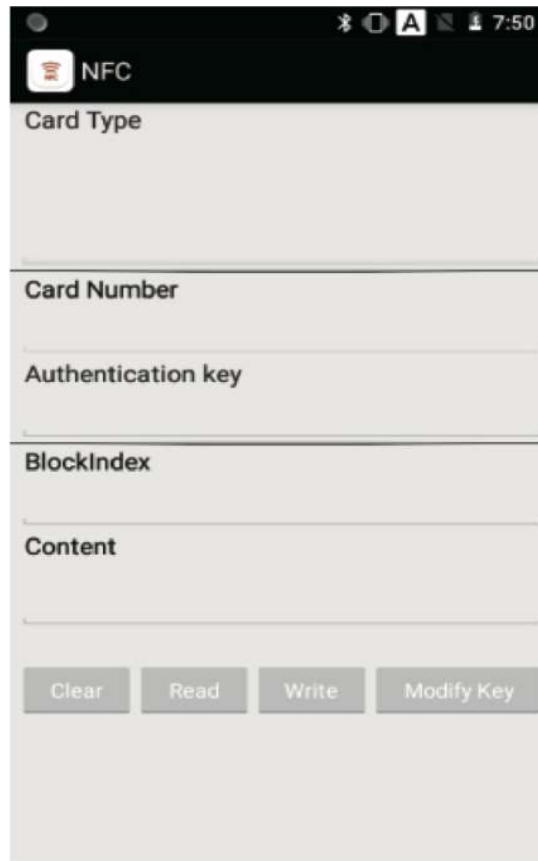 A 7:50
NFC
Card Type
Card Number
Authentication key
BlockIndex
Content
Clear Read Write Modify Key